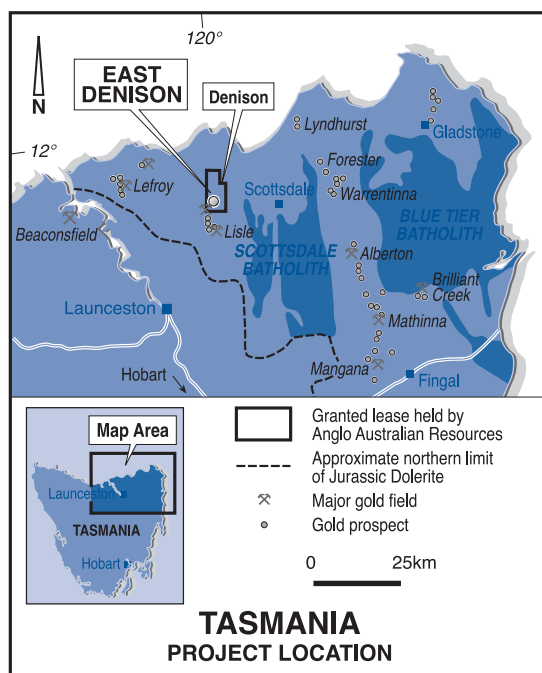 120°
N
EAST
DENISON
Denison
12°
Lyndhurst
Gladstone
Forester
Lefroy
Scottsdale
Warrentinna
Beaconsfield
Lisle
BLUE TIER
BATHOLITH
SCOTTSDALE
BATHOLITH
Alberton
Brilliant
Creek
Launceston
Mathinna
Hobart
Mangana
Fingal
Map Area
Launceston
TASMANIA
Hobart
Granted lease held by
Anglo Australian Resources
Approximate northern limit
of Jurassic Dolerite
Major gold field
Gold prospect
0 25km
TASMANIA
PROJECT LOCATION